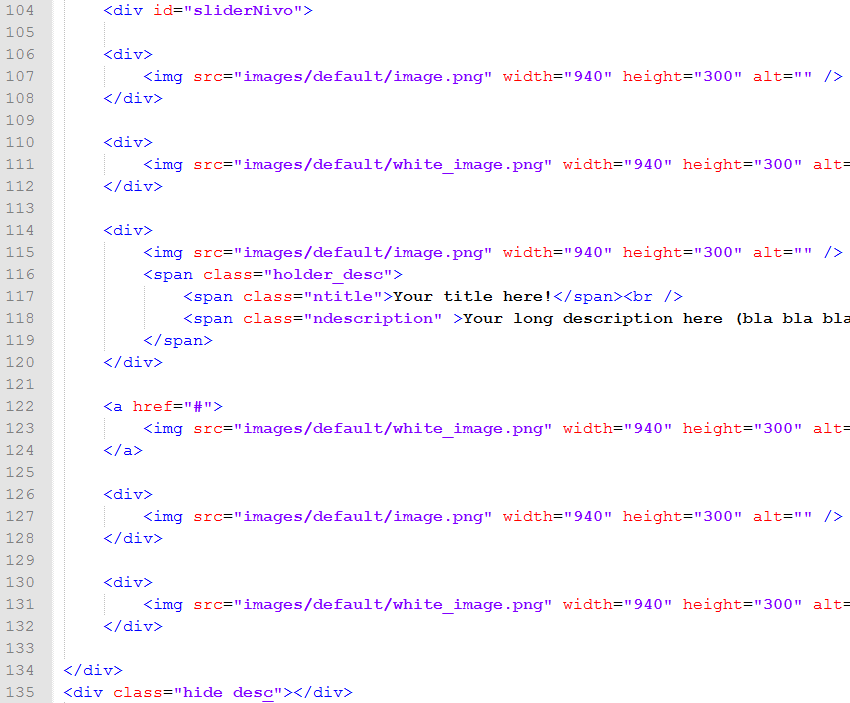 104 <div id="sliderNivo">
105
106 <div>
107 <img src="images/default/image.png" width="940" height="300" alt="" />
108 </div>
109
110 <div>
111 <img src="images/default/white_image.png" width="940" height="300" alt=
112 </div>
113
114 <div>
115 <img src="images/default/image.png" width="940" height="300" alt="" />
116 <span class="holder_desc">
117 <span class="ntitle">Your title here!</span><br />
118 <span class="ndescription" >Your long description here (bla bla bla
119 </span>
120 </div>
121
122 <a href="#">
123 <img src="images/default/white_image.png" width="940" height="300" alt=
124 </a>
125
126 <div>
127 <img src="images/default/image.png" width="940" height="300" alt="" />
128 </div>
129
130 <div>
131 <img src="images/default/white_image.png" width="940" height="300" alt=
132 </div>
133
134 </div>
135 <div class="hide_desc"></div>